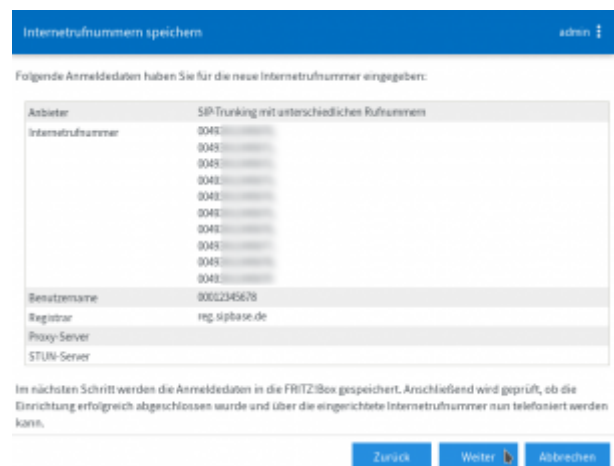 Internetrufnummern speichern admin
Folgende Anmeldedaten haben Sie für die neue Internetrufnummer eingegeben:
Anbieter SIP-Trunking mit unterschiedlichen Rufnummern
Internetrufnummer 0049
0049
0049
0049
0049
0049
0049
0049
0049
0049
Benutzername 00012345678
Registrar reg.sipbase.de
Proxy-Server
STUN-Server
Im nächsten Schritt werden die Anmeldedaten in die FRITZ!Box gespeichert. Anschließend wird geprüft, ob die
Einrichtung erfolgreich abgeschlossen wurde und über die eingerichtete Internetrufnummer nun telefoniert werden
kann.
Zurück Weiter Abbrechen